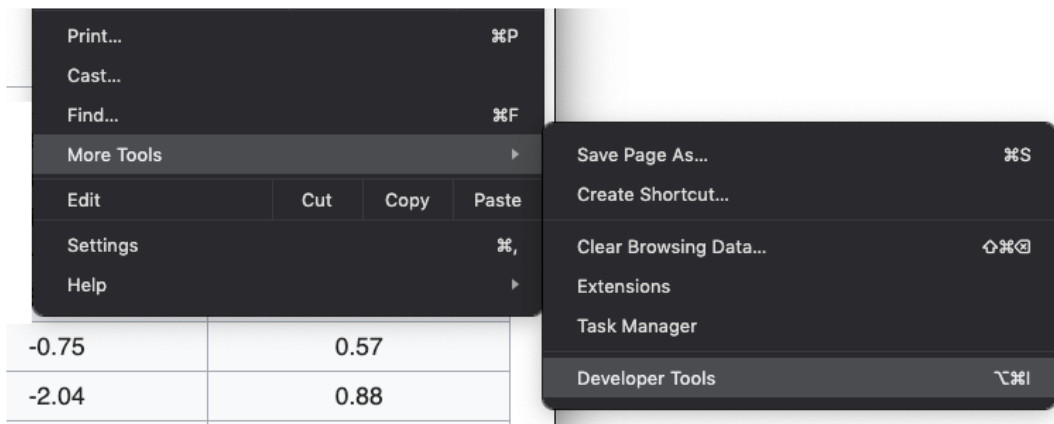 Print... ⌘P
Cast...
Find... ⌘F
More Tools ▸
Edit Cut Copy Paste
Settings ⌘,
Help ▸
Save Page As... ⌘S
Create Shortcut...
Clear Browsing Data... ⇧⌘⌫
Extensions
Task Manager
Developer Tools ⌥⌘I
-0.75 0.57
-2.04 0.88